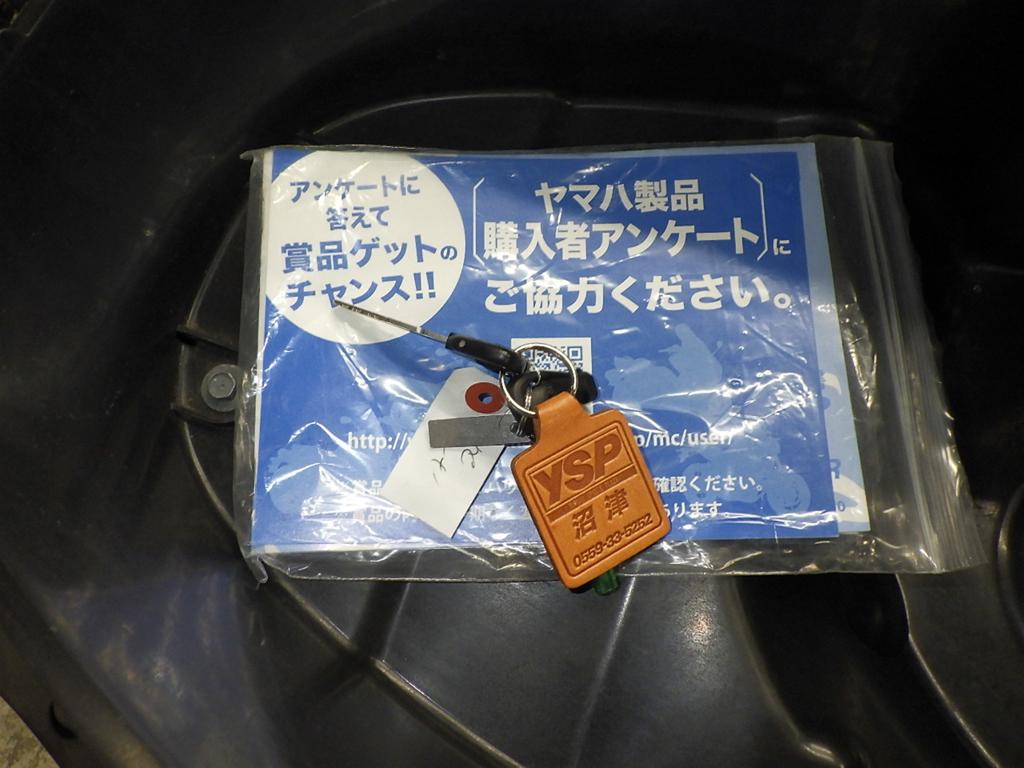 アンケートに
答えて
賞品ゲットの
チャンス!!
ヤマハ製品
購入者アンケートに
ご協力ください。
http://
p/mc/user/
確認ください。
ります。
YSP
沼津
0559-33-5252